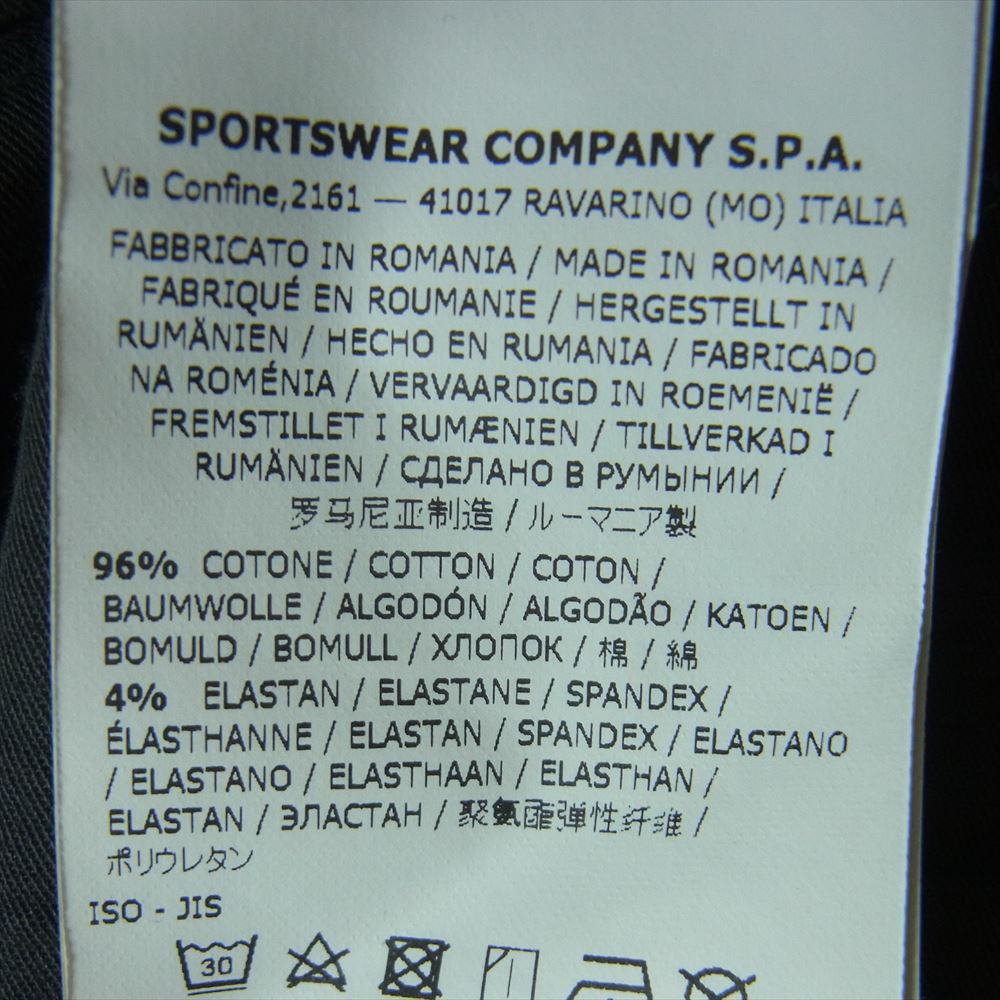 SPORTSWEAR COMPANY S.P.A.
Via Confine,2161 — 41017 RAVARINO (MO) ITALIA
FABBRICATO IN ROMANIA / MADE IN ROMANIA /
FABRIQUÉ EN ROUMANIE / HERGESTELLT IN
RUMÄNIEN / HECHO EN RUMANIA / FABRICADO
NA ROMÉNIA / VERVAARDIGD IN ROEMENIË /
FREMSTILLET I RUMÆNIEN / TILLVERKAD I
RUMÄNIEN / СДЕЛАНО В РУМЫНИИ /
罗马尼亚制造 / ルーマニア製
96% COTONE / COTTON / COTON /
BAUMWOLLE / ALGODÓN / ALGODÃO / KATOEN /
BOMULD / BOMULL / ХЛОПОК / 棉 / 綿
4% ELASTAN / ELASTANE / SPANDEX /
ÉLASTHANNE / ELASTAN / SPANDEX / ELASTANO
/ ELASTANO / ELASTHAAN / ELASTHAN /
ELASTAN / ЭЛАСТАН / 聚氨酯弹性纤维 /
ポリウレタン
ISO - JIS
30